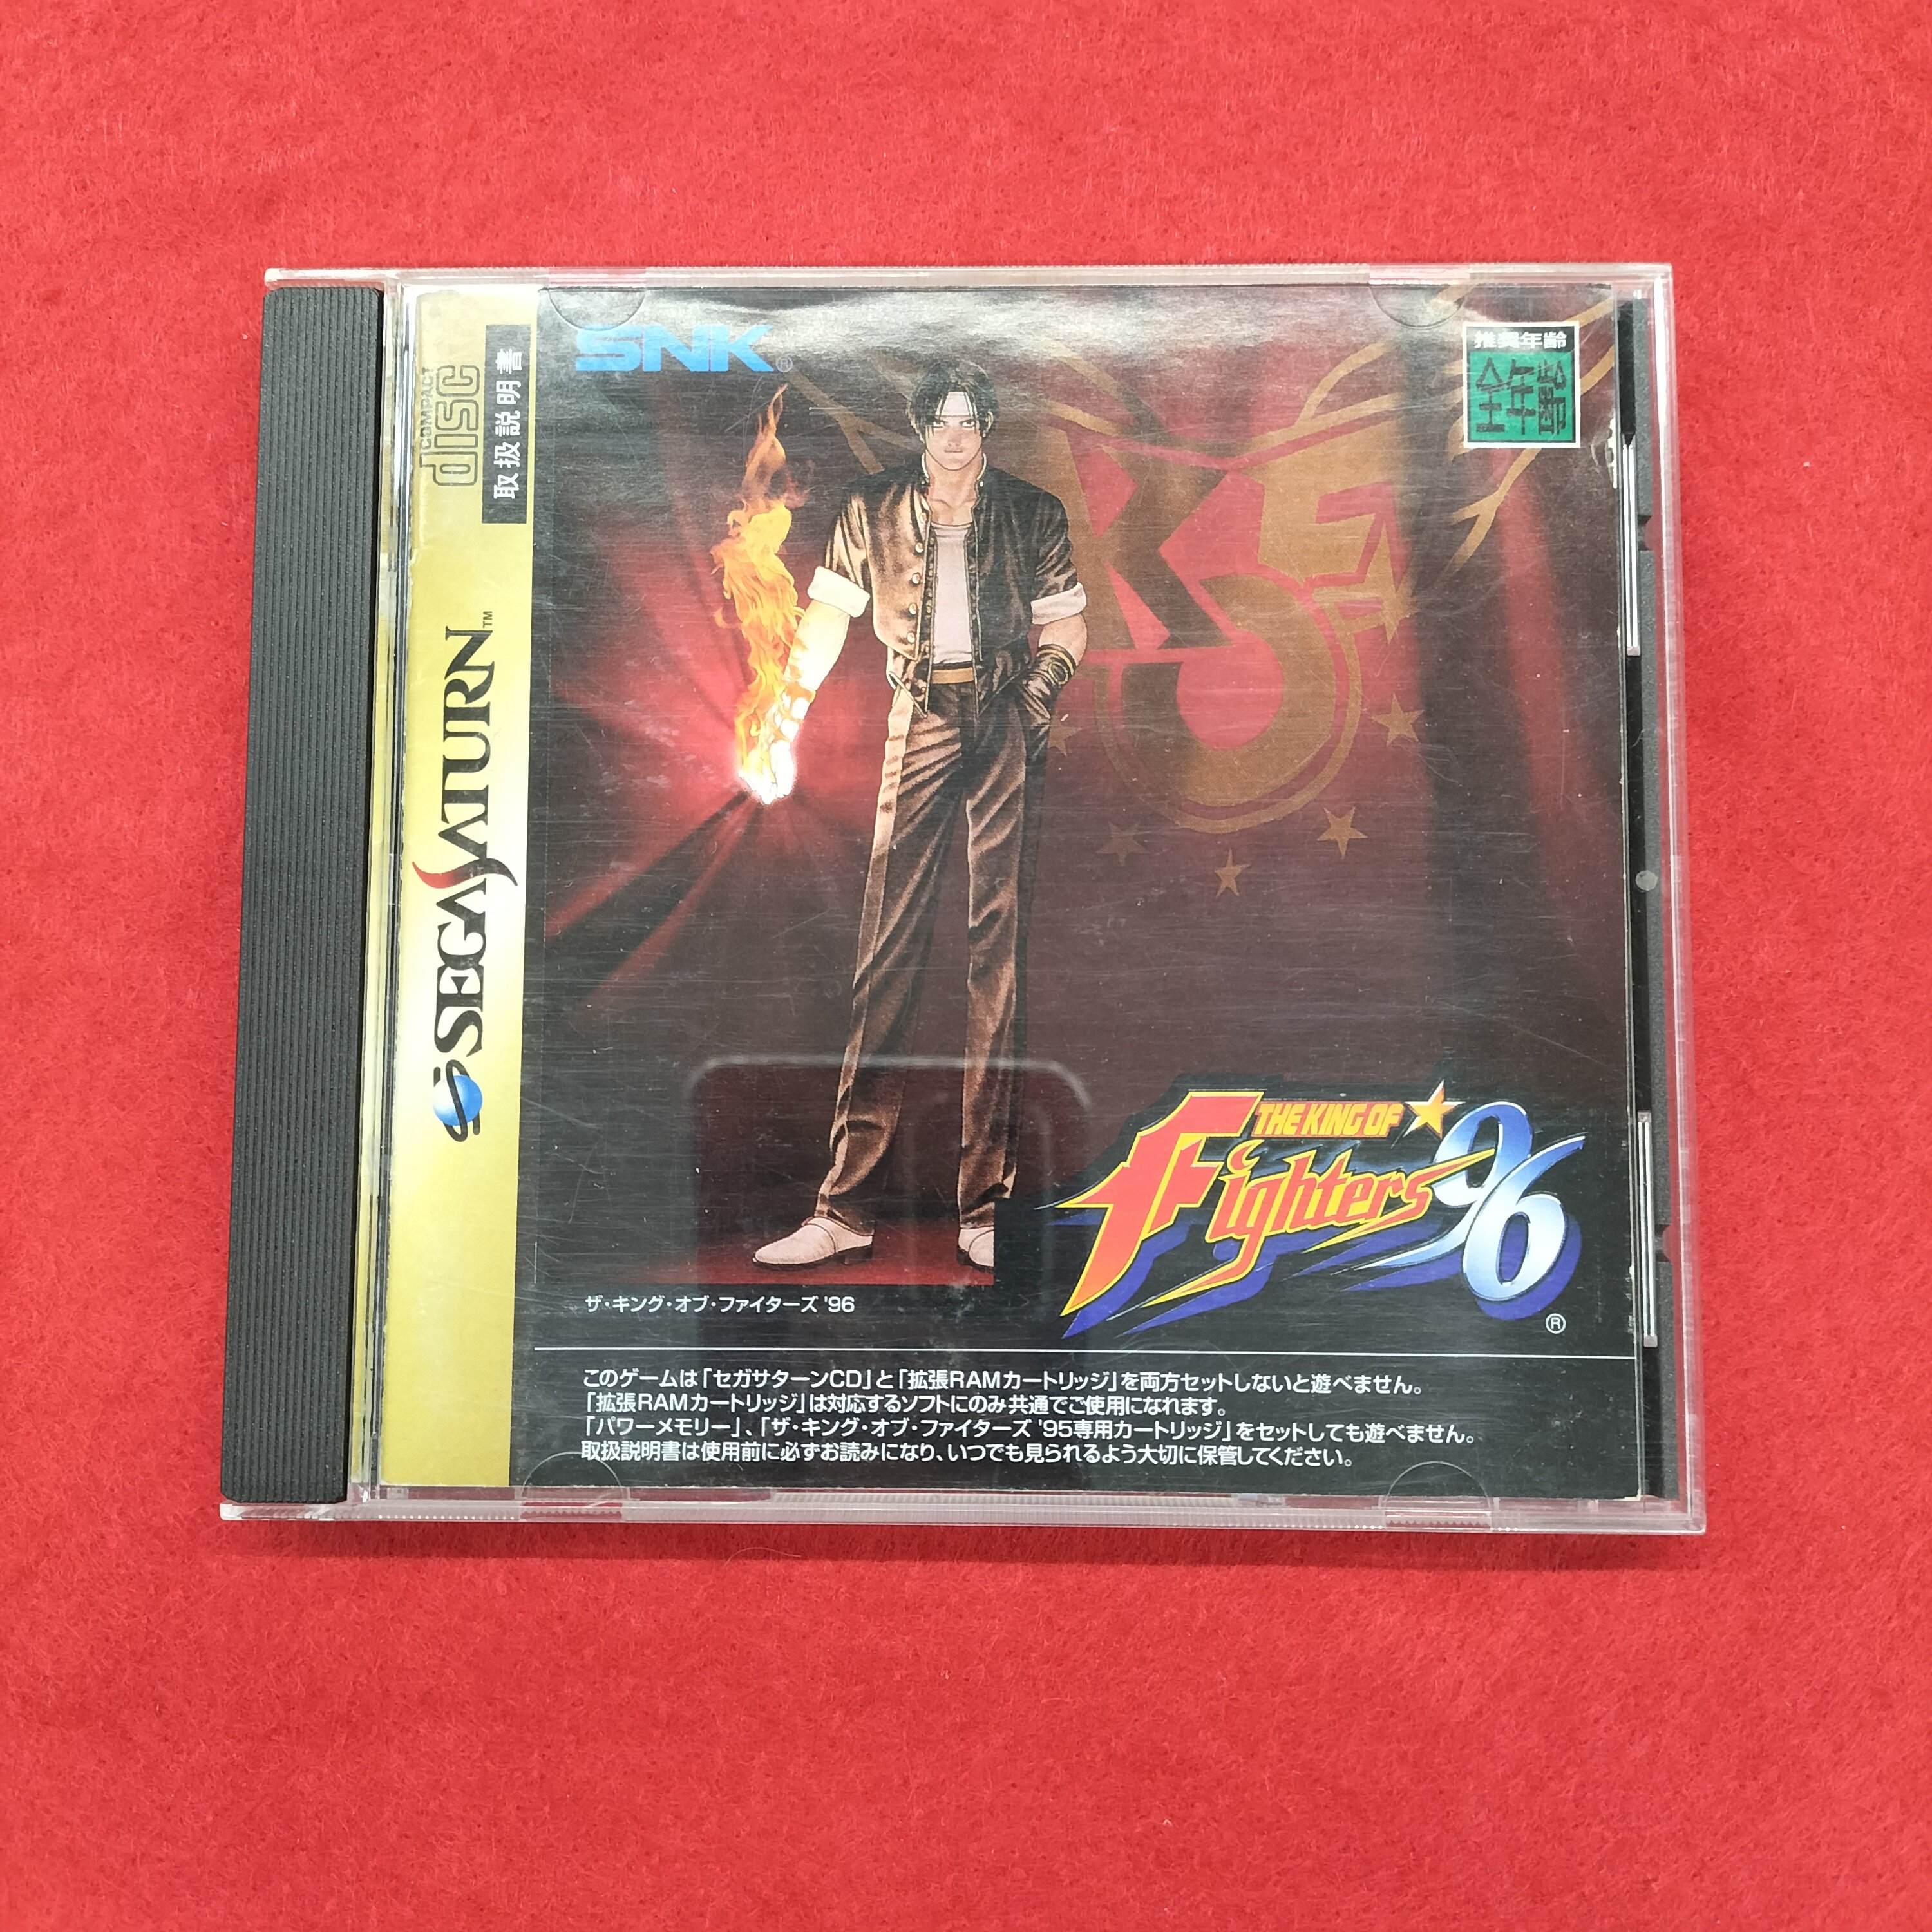 SNK®
推奨年齢
全年齢
COMPACT
disc
取扱説明書
SEGA SATURN™
THE KING OF
Fighters '96
®
ザ・キング・オブ・ファイターズ '96
このゲームは「セガサターンCD」と「拡張RAMカートリッジ」を両方セットしないと遊べません。
「拡張RAMカートリッジ」は対応するソフトにのみ共通でご使用になれます。
「パワーメモリー」、「ザ・キング・オブ・ファイターズ '95専用カートリッジ」をセットしても遊べません。
取扱説明書は使用前に必ずお読みになり、いつでも見られるよう大切に保管してください。